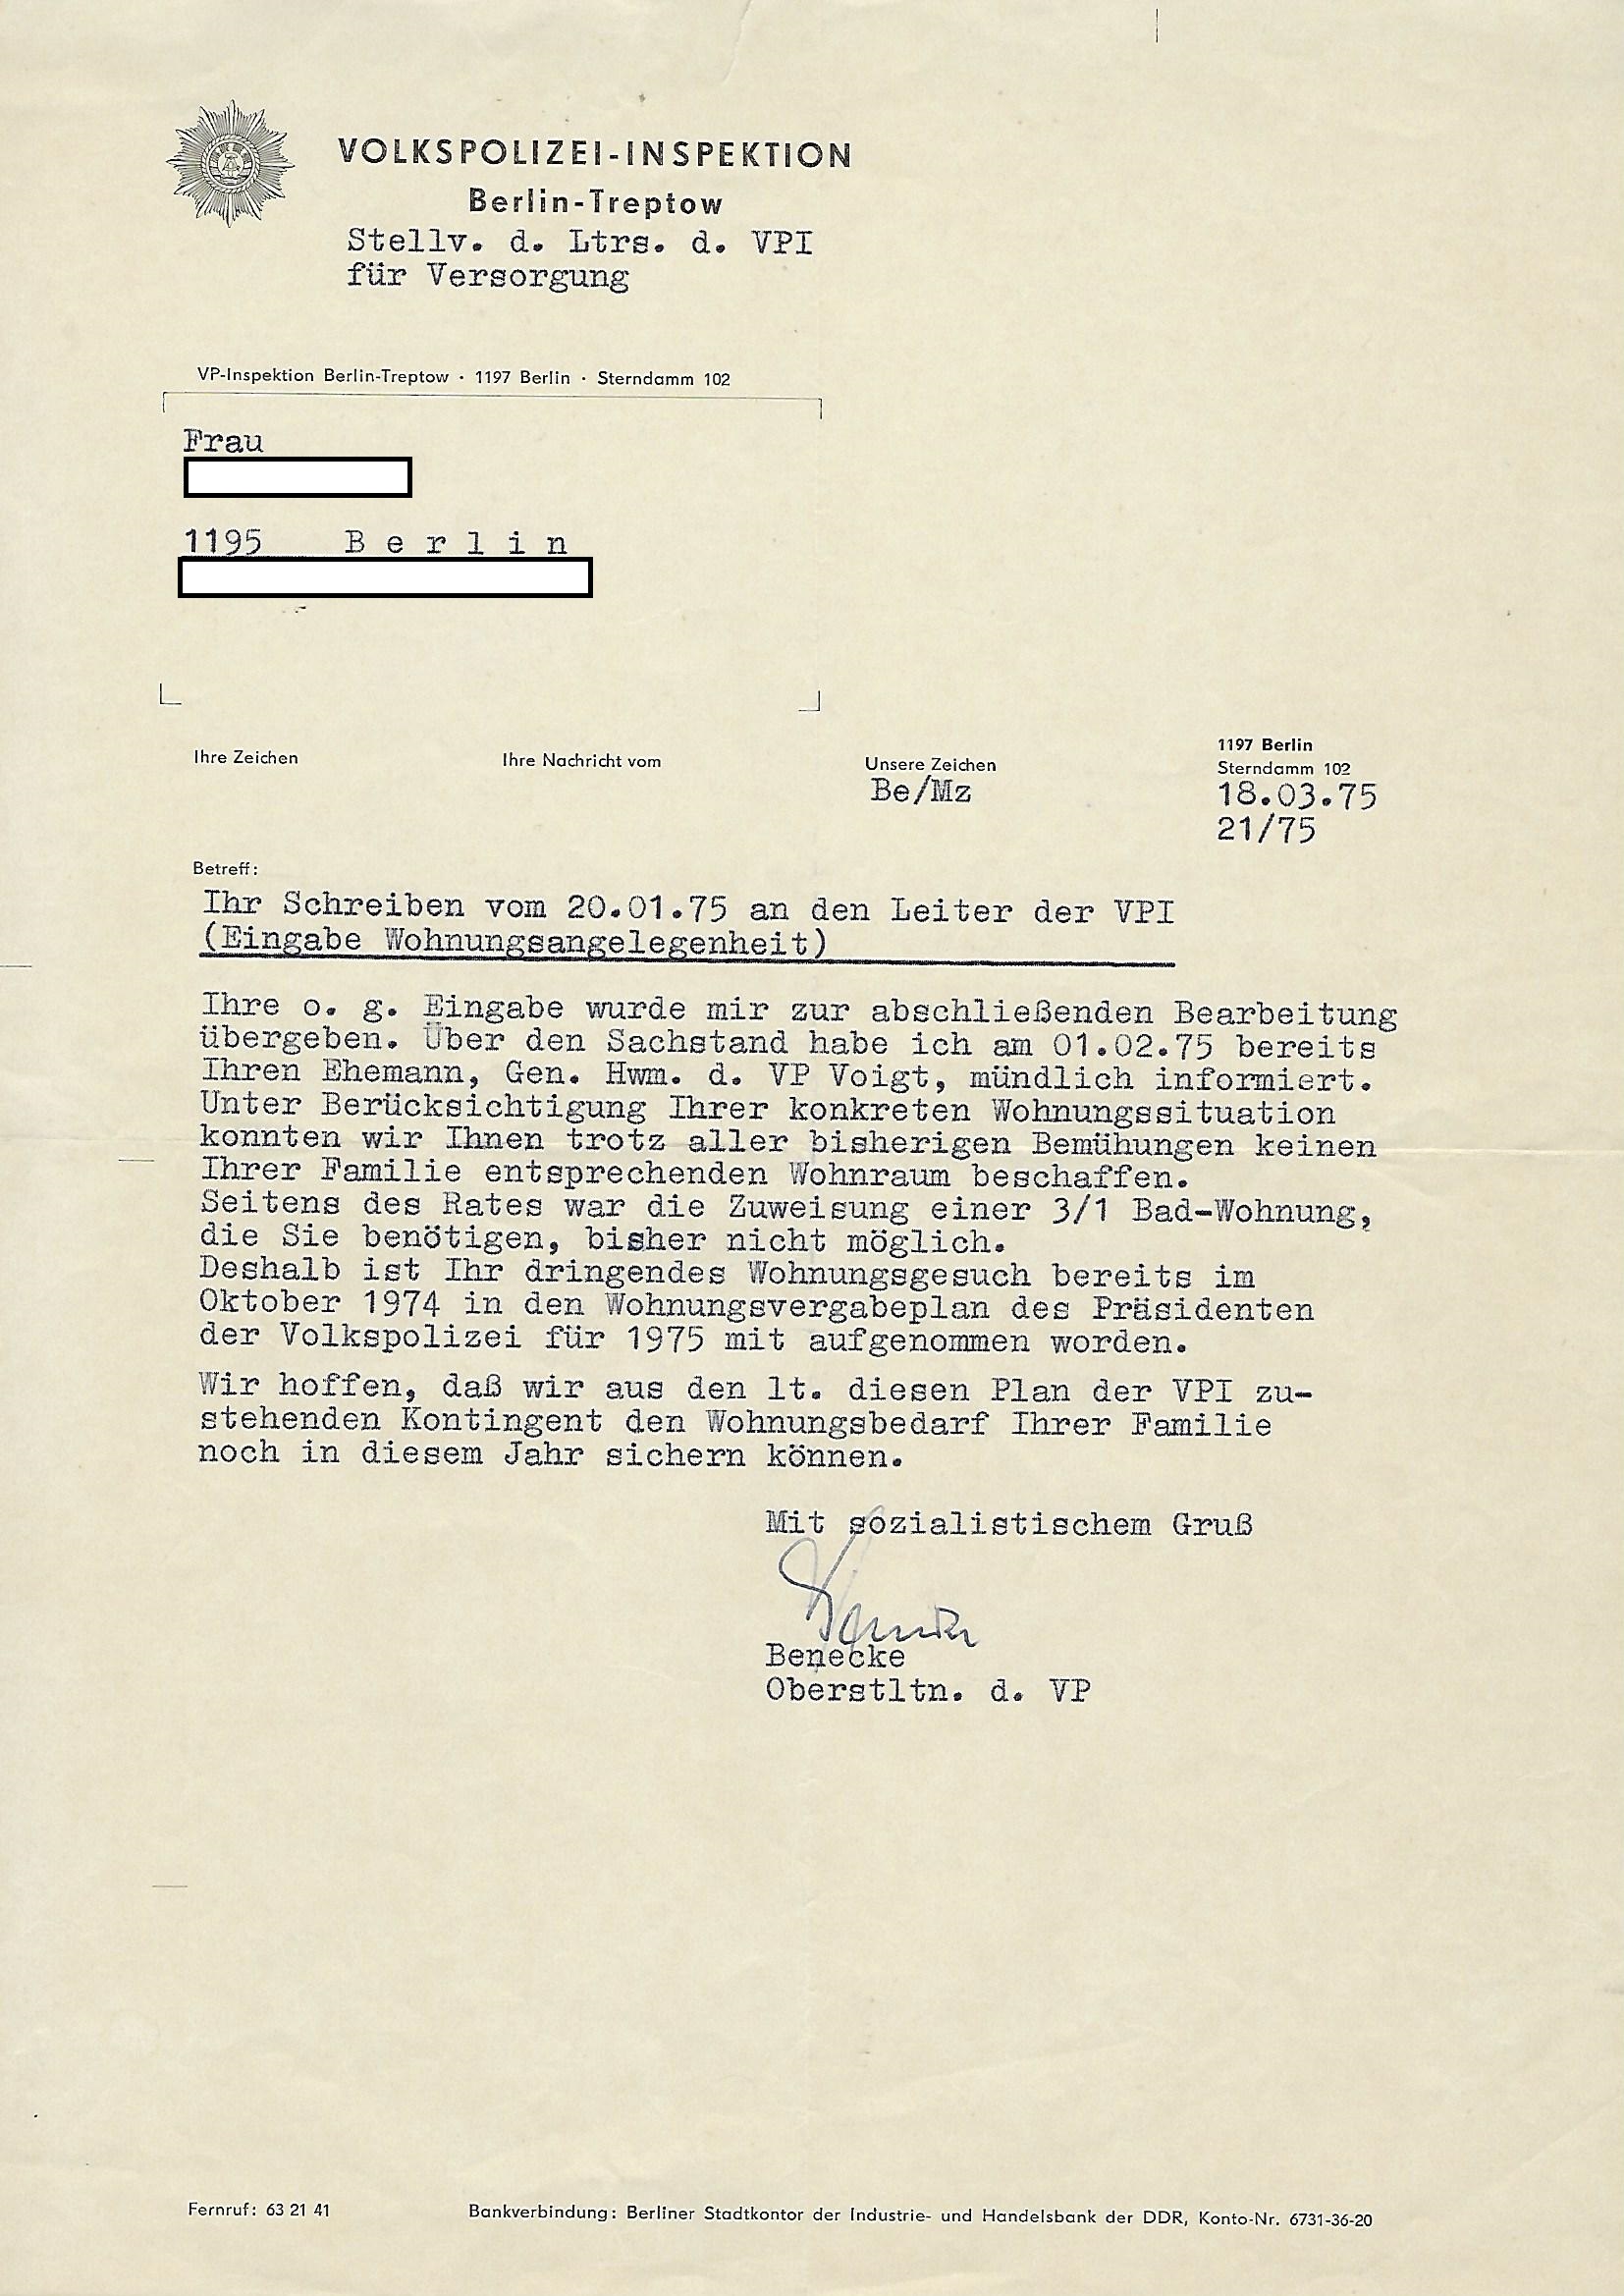 VOLKSPOLIZEI-INSPEKTION
Berlin-Treptow
Stellv. d. Ltrs. d. VPI
für Versorgung
VP-Inspektion Berlin-Treptow · 1197 Berlin · Sterndamm 102
Frau
1195 Berlin
Ihre Zeichen
Ihre Nachricht vom
Unsere Zeichen
Be/Mz
1197 Berlin
Sterndamm 102
18.03.75
21/75
Betreff:
Ihr Schreiben vom 20.01.75 an den Leiter der VPI
(Eingabe Wohnungsangelegenheit)
Ihre o. g. Eingabe wurde mir zur abschließenden Bearbeitung
übergeben. Über den Sachstand habe ich am 01.02.75 bereits
Ihren Ehemann, Gen. Hwm. d. VP Voigt, mündlich informiert.
Unter Berücksichtigung Ihrer konkreten Wohnungssituation
konnten wir Ihnen trotz aller bisherigen Bemühungen keinen
Ihrer Familie entsprechenden Wohnraum beschaffen.
Seitens des Rates war die Zuweisung einer 3/1 Bad-Wohnung,
die Sie benötigen, bisher nicht möglich.
Deshalb ist Ihr dringendes Wohnungsgesuch bereits im
Oktober 1974 in den Wohnungsvergabeplan des Präsidenten
der Volkspolizei für 1975 mit aufgenommen worden.
Wir hoffen, daß wir aus den lt. diesen Plan der VPI zu-
stehenden Kontingent den Wohnungsbedarf Ihrer Familie
noch in diesem Jahr sichern können.
Mit sozialistischem Gruß
Benecke
Oberstltn. d. VP
Fernruf: 63 21 41
Bankverbindung: Berliner Stadtkontor der Industrie- und Handelsbank der DDR, Konto-Nr. 6731-36-20